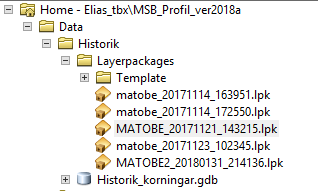 Home - Elias_tbx\MSB_Profil_ver2018a
Data
Historik
Layerpackages
Template
matobe_20171114_163951.lpk
matobe_20171114_172550.lpk
MATOBE_20171121_143215.lpk
matobe_20171123_102345.lpk
MATOBE2_20180131_214136.lpk
Historik_korningar.gdb